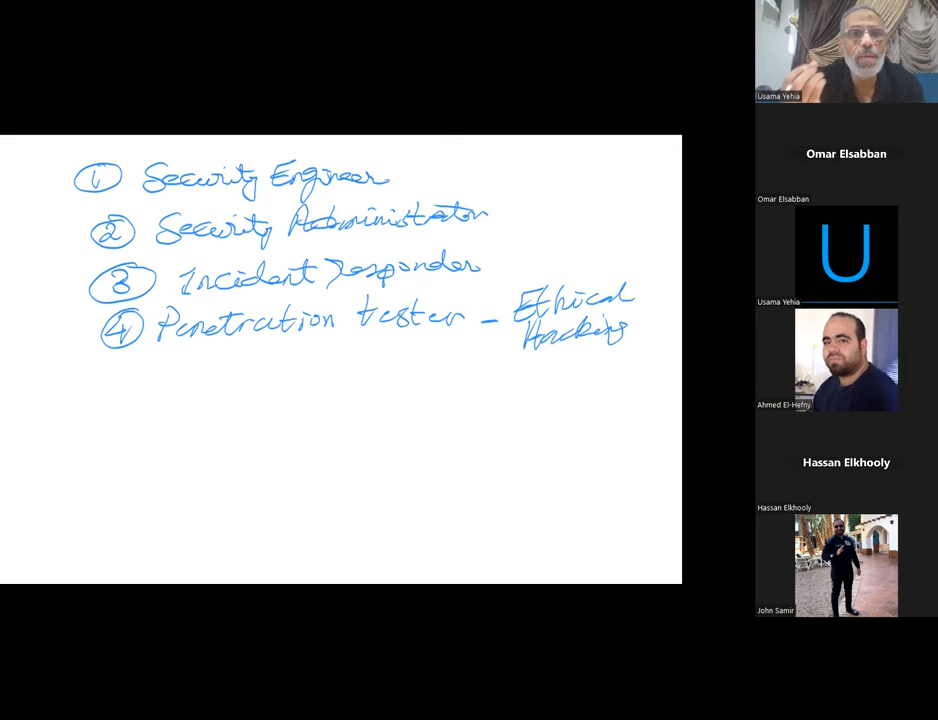 ① Security Engineer
② Security Administrator
③ Incident Responder
④ Penetration tester - Ethical
Hacking
Usama Yehia
Omar Elsabban
Omar Elsabban
U
Usama Yehia
Ahmed El-Hefny
Hassan Elkhooly
Hassan Elkhooly
John Samir